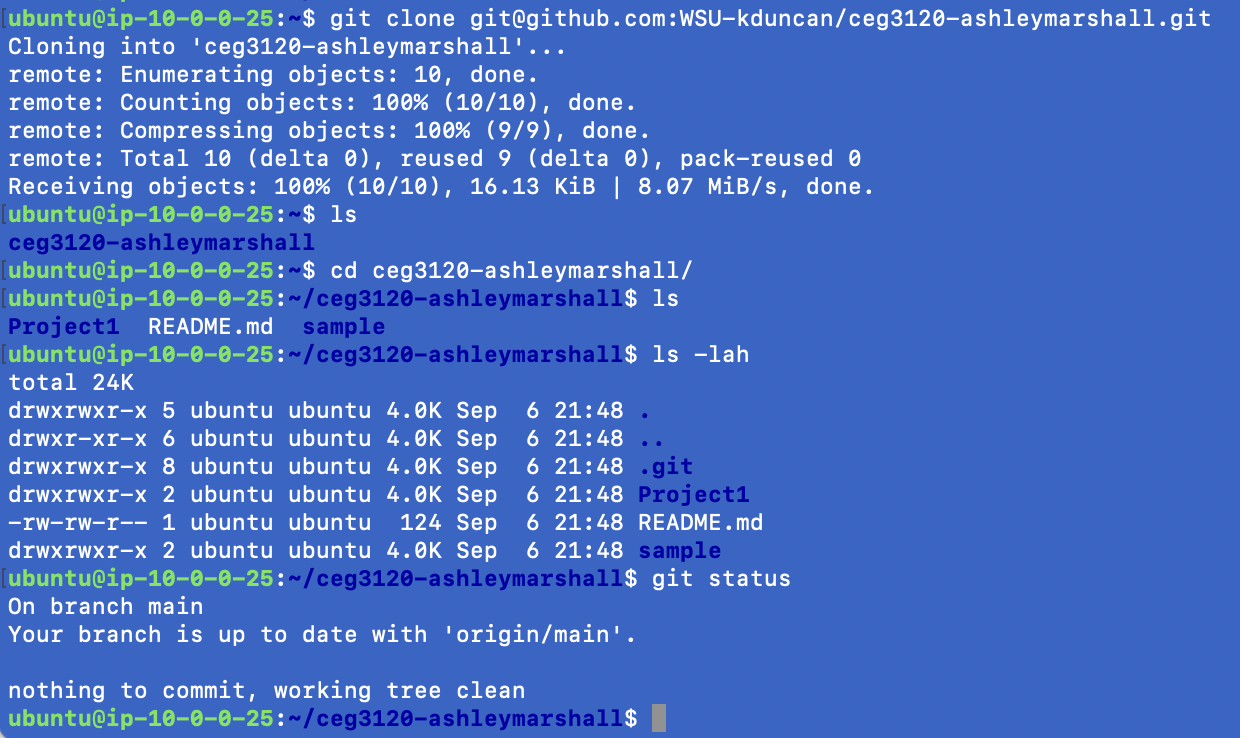 ubuntu@ip-10-0-0-25:~$ git clone git@github.com:WSU-kduncan/ceg3120-ashleymarshall.git
Cloning into 'ceg3120-ashleymarshall'...
remote: Enumerating objects: 10, done.
remote: Counting objects: 100% (10/10), done.
remote: Compressing objects: 100% (9/9), done.
remote: Total 10 (delta 0), reused 9 (delta 0), pack-reused 0
Receiving objects: 100% (10/10), 16.13 KiB | 8.07 MiB/s, done.
ubuntu@ip-10-0-0-25:~$ ls
ceg3120-ashleymarshall
ubuntu@ip-10-0-0-25:~$ cd ceg3120-ashleymarshall/
ubuntu@ip-10-0-0-25:~/ceg3120-ashleymarshall$ ls
Project1  README.md  sample
ubuntu@ip-10-0-0-25:~/ceg3120-ashleymarshall$ ls -lah
total 24K
drwxrwxr-x 5 ubuntu ubuntu 4.0K Sep  6 21:48 .
drwxr-xr-x 6 ubuntu ubuntu 4.0K Sep  6 21:48 ..
drwxrwxr-x 8 ubuntu ubuntu 4.0K Sep  6 21:48 .git
drwxrwxr-x 2 ubuntu ubuntu 4.0K Sep  6 21:48 Project1
-rw-rw-r-- 1 ubuntu ubuntu  124 Sep  6 21:48 README.md
drwxrwxr-x 2 ubuntu ubuntu 4.0K Sep  6 21:48 sample
ubuntu@ip-10-0-0-25:~/ceg3120-ashleymarshall$ git status
On branch main
Your branch is up to date with 'origin/main'.

nothing to commit, working tree clean
ubuntu@ip-10-0-0-25:~/ceg3120-ashleymarshall$